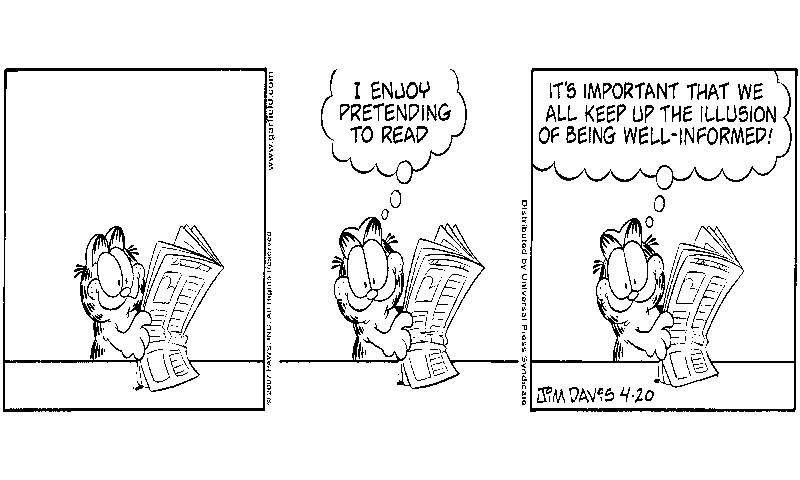 www.garfield.com
© 2007 PAWS, INC. All Rights Reserved.
I ENJOY
PRETENDING
TO READ
Distributed by Universal Press Syndicate
IT'S IMPORTANT THAT WE
ALL KEEP UP THE ILLUSION
OF BEING WELL-INFORMED!
JIM DAVIS 4-20